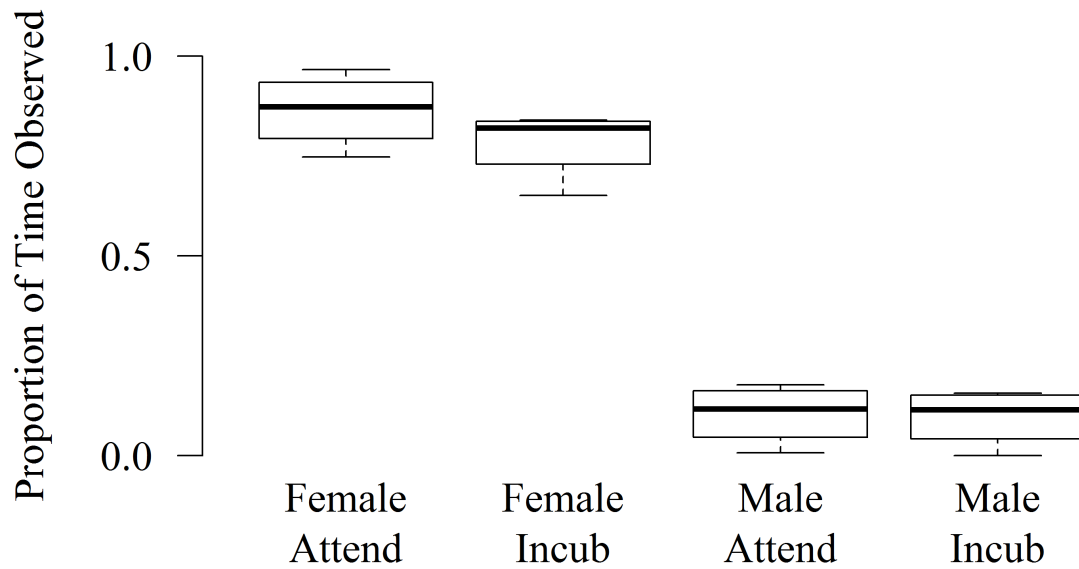 Proportion of Time Observed
1.0
0.5
0.0
Female
Attend
Female
Incub
Male
Attend
Male
Incub